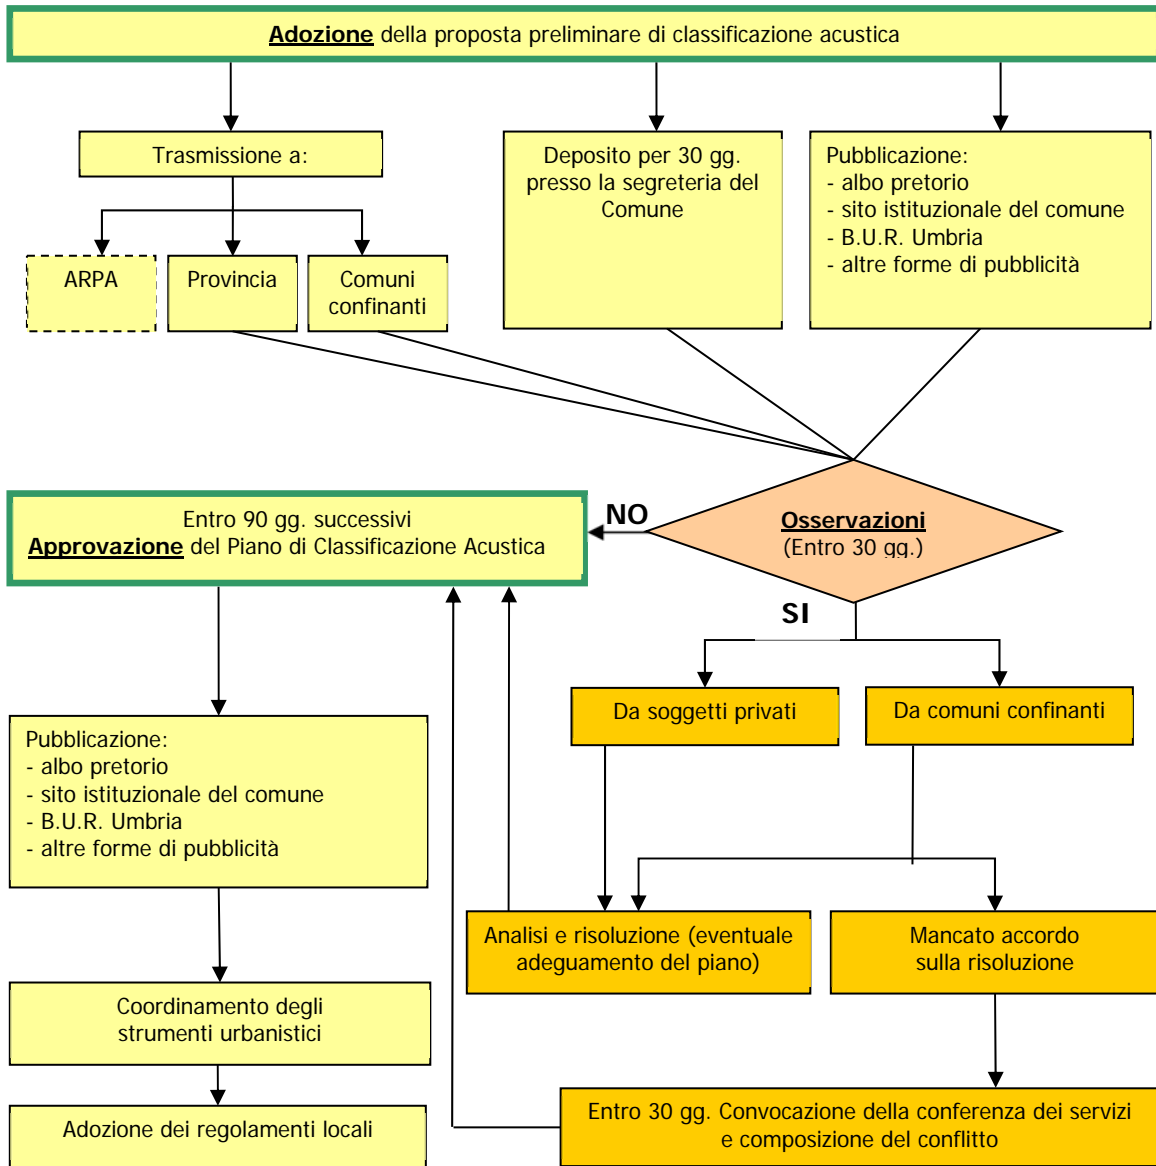 Adozione della proposta preliminare di classificazione acustica
Trasmissione a:
Deposito per 30 gg.
presso la segreteria del
Comune
Pubblicazione:
- albo pretorio
- sito istituzionale del comune
- B.U.R. Umbria
- altre forme di pubblicità
ARPA
Provincia
Comuni
confinanti
Osservazioni
(Entro 30 gg.)
NO
Entro 90 gg. successivi
Approvazione del Piano di Classificazione Acustica
SI
Da soggetti privati
Da comuni confinanti
Pubblicazione:
- albo pretorio
- sito istituzionale del comune
- B.U.R. Umbria
- altre forme di pubblicità
Analisi e risoluzione (eventuale
adeguamento del piano)
Mancato accordo
sulla risoluzione
Coordinamento degli
strumenti urbanistici
Adozione dei regolamenti locali
Entro 30 gg. Convocazione della conferenza dei servizi
e composizione del conflitto